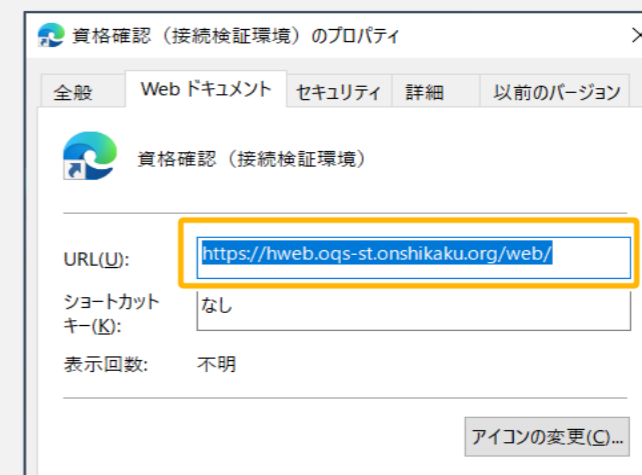 資格確認（接続検証環境）のプロパティ
全般 Web ドキュメント セキュリティ 詳細 以前のバージョン
資格確認（接続検証環境）
URL(U): https://hweb.oqs-st.onshikaku.org/web/
ショートカット
キー(K): なし
表示回数: 不明
アイコンの変更(C)...